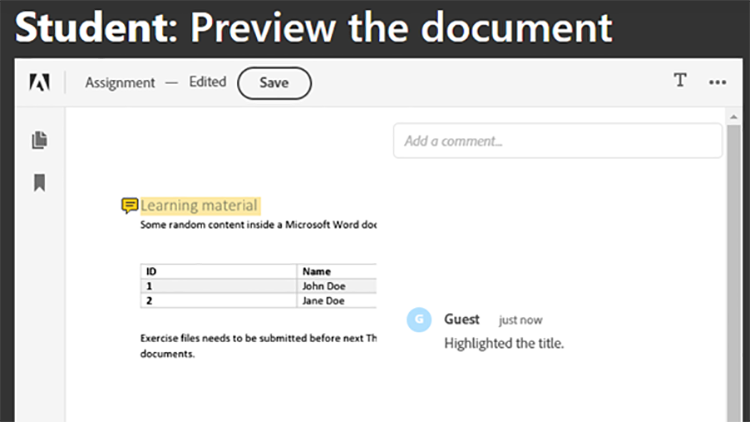 Student: Preview the document
Assignment — Edited Save T
Add a comment...
Learning material
Some random content inside a Microsoft Word
ID Name
1 John Doe
2 Jane Doe
G Guest just now
Highlighted the title.
Exercise files needs to be submitted before next
documents.